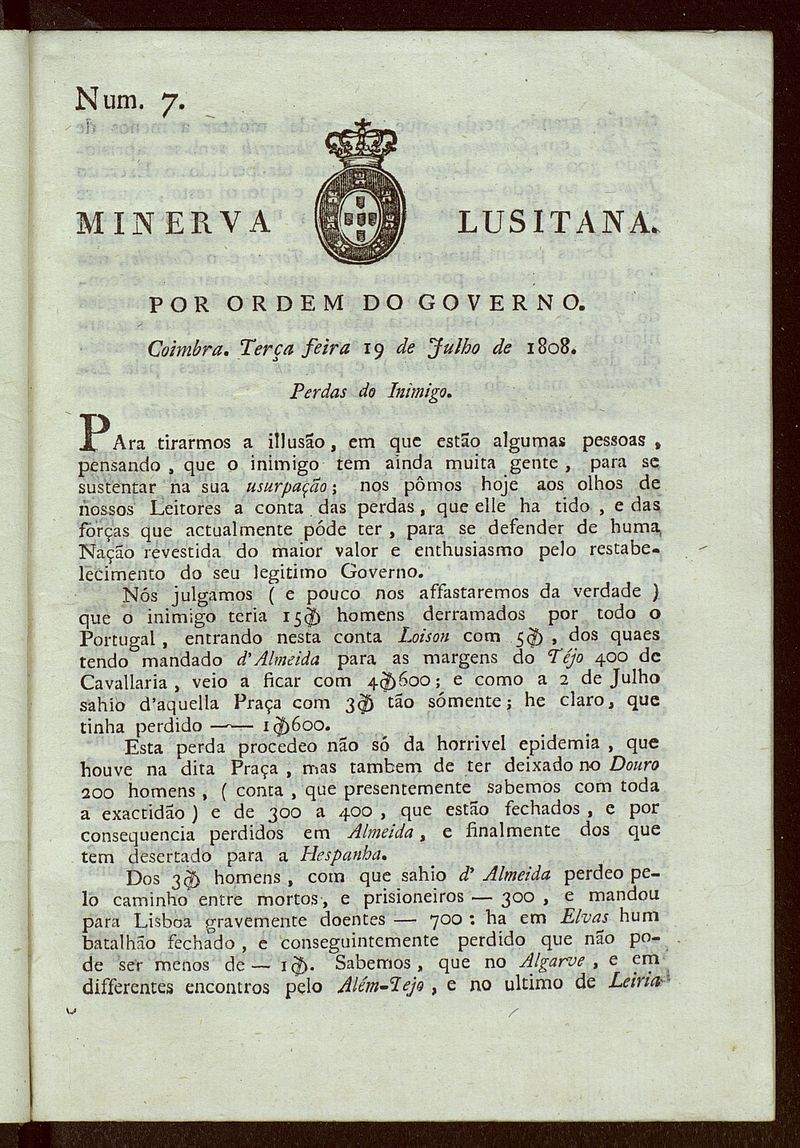 Num. 7.
MINERVA LUSITANA.
POR ORDEM DO GOVERNO.
Coimbra. Terça feira 19 de Julho de 1808.
Perdas do Inimigo.
PAra tirarmos a illusão, em que estão algumas pessoas,
pensando, que o inimigo tem ainda muita gente, para se
sustentar na sua usurpação; nos pômos hoje aos olhos de
nossos Leitores a conta das perdas, que elle ha tido, e das
fòrças que actualmente póde ter, para se defender de huma
Nação revestida do maior valor e enthusiasmo pelo restabe-
lecimento do seu legitimo Governo.
Nós julgamos ( e pouco nos affastaremos da verdade )
que o inimigo teria 15$ homens derramados por todo o
Portugal, entrando nesta conta Loison com 5$, dos quaes
tendo mandado d'Almeida para as margens do Téjo 400 de
Cavallaria, veio a ficar com 4$600; e como a 2 de Julho
sahio d'aquella Praça com 3$ tão sómente; he claro, que
tinha perdido —— 1$600.
Esta perda procedeo não só da horrivel epidemia, que
houve na dita Praça, mas tambem de ter deixado no Douro
200 homens, ( conta, que presentemente sabemos com toda
a exactidão ) e de 300 a 400, que estão fechados, e por
consequencia perdidos em Almeida, e finalmente dos que
tem desertado para a Hespanha.
Dos 3$ homens, com que sahio d' Almeida perdeo pe-
lo caminho entre mortos, e prisioneiros — 300, e mandou
para Lisboa gravemente doentes — 700: ha em Elvas hum
batalhão fechado, e conseguintemente perdido que não po-
de ser menos de — 1$. Sabemos, que no Algarve, e em
differentes encontros pelo Além-Tejo, e no ultimo de Leiria